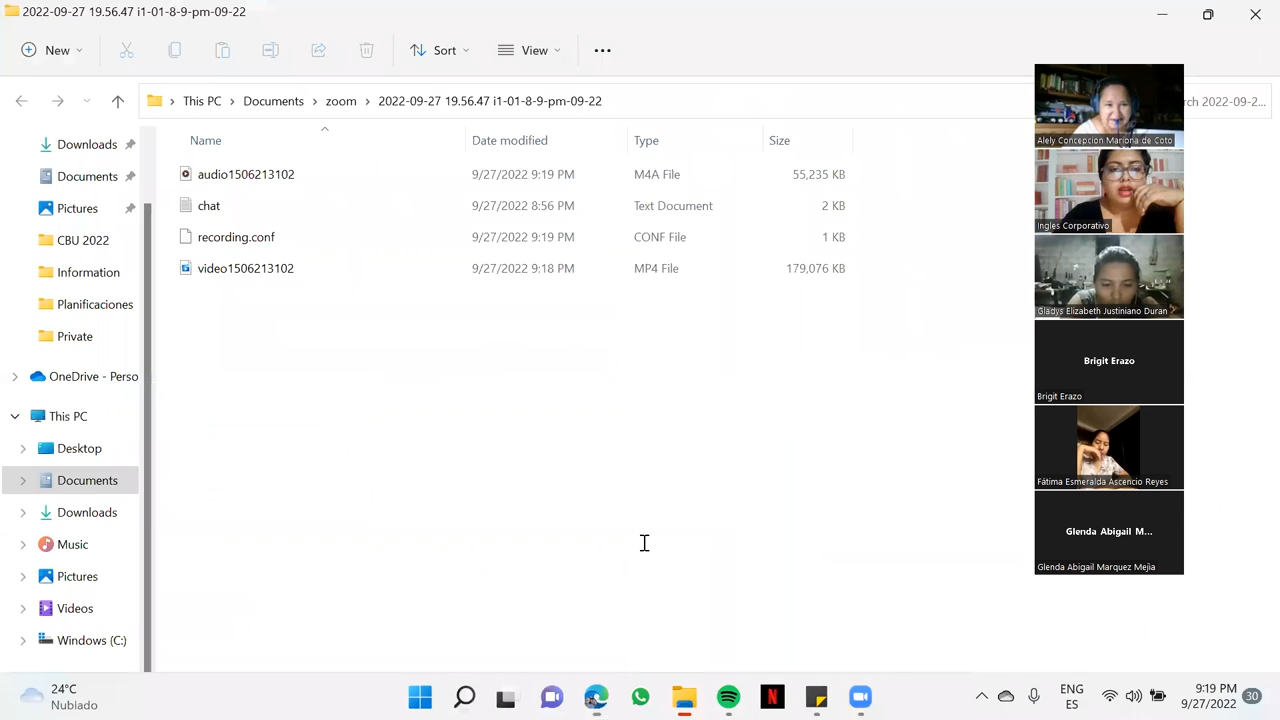 2022-09-27 19.56.47 i1-01-8-9-pm-09-22
New
Sort
View
This PC > Documents > zoom > 2022-09-27 19.56.47 i1-01-8-9-pm-09-22
rch 2022-09-2...
Name Date modified Type Size
audio1506213102 9/27/2022 9:19 PM M4A File 55,235 KB
chat 9/27/2022 8:56 PM Text Document 2 KB
recording.conf 9/27/2022 9:19 PM CONF File 1 KB
video1506213102 9/27/2022 9:18 PM MP4 File 179,076 KB
Downloads
Documents
Pictures
CBU 2022
Information
Planificaciones
Private
OneDrive - Perso
This PC
Desktop
Documents
Downloads
Music
Pictures
Videos
Windows (C:)
Alely Concepcion Mariona de Coto
Ingles Corporativo
Gladys Elizabeth Justiniano Duran
Brigit Erazo
Brigit Erazo
Fátima Esmeralda Ascencio Reyes
Glenda Abigail M...
Glenda Abigail Marquez Mejìa
24°C
Nublado
ENG
ES
9:19 PM
9/27/2022
30